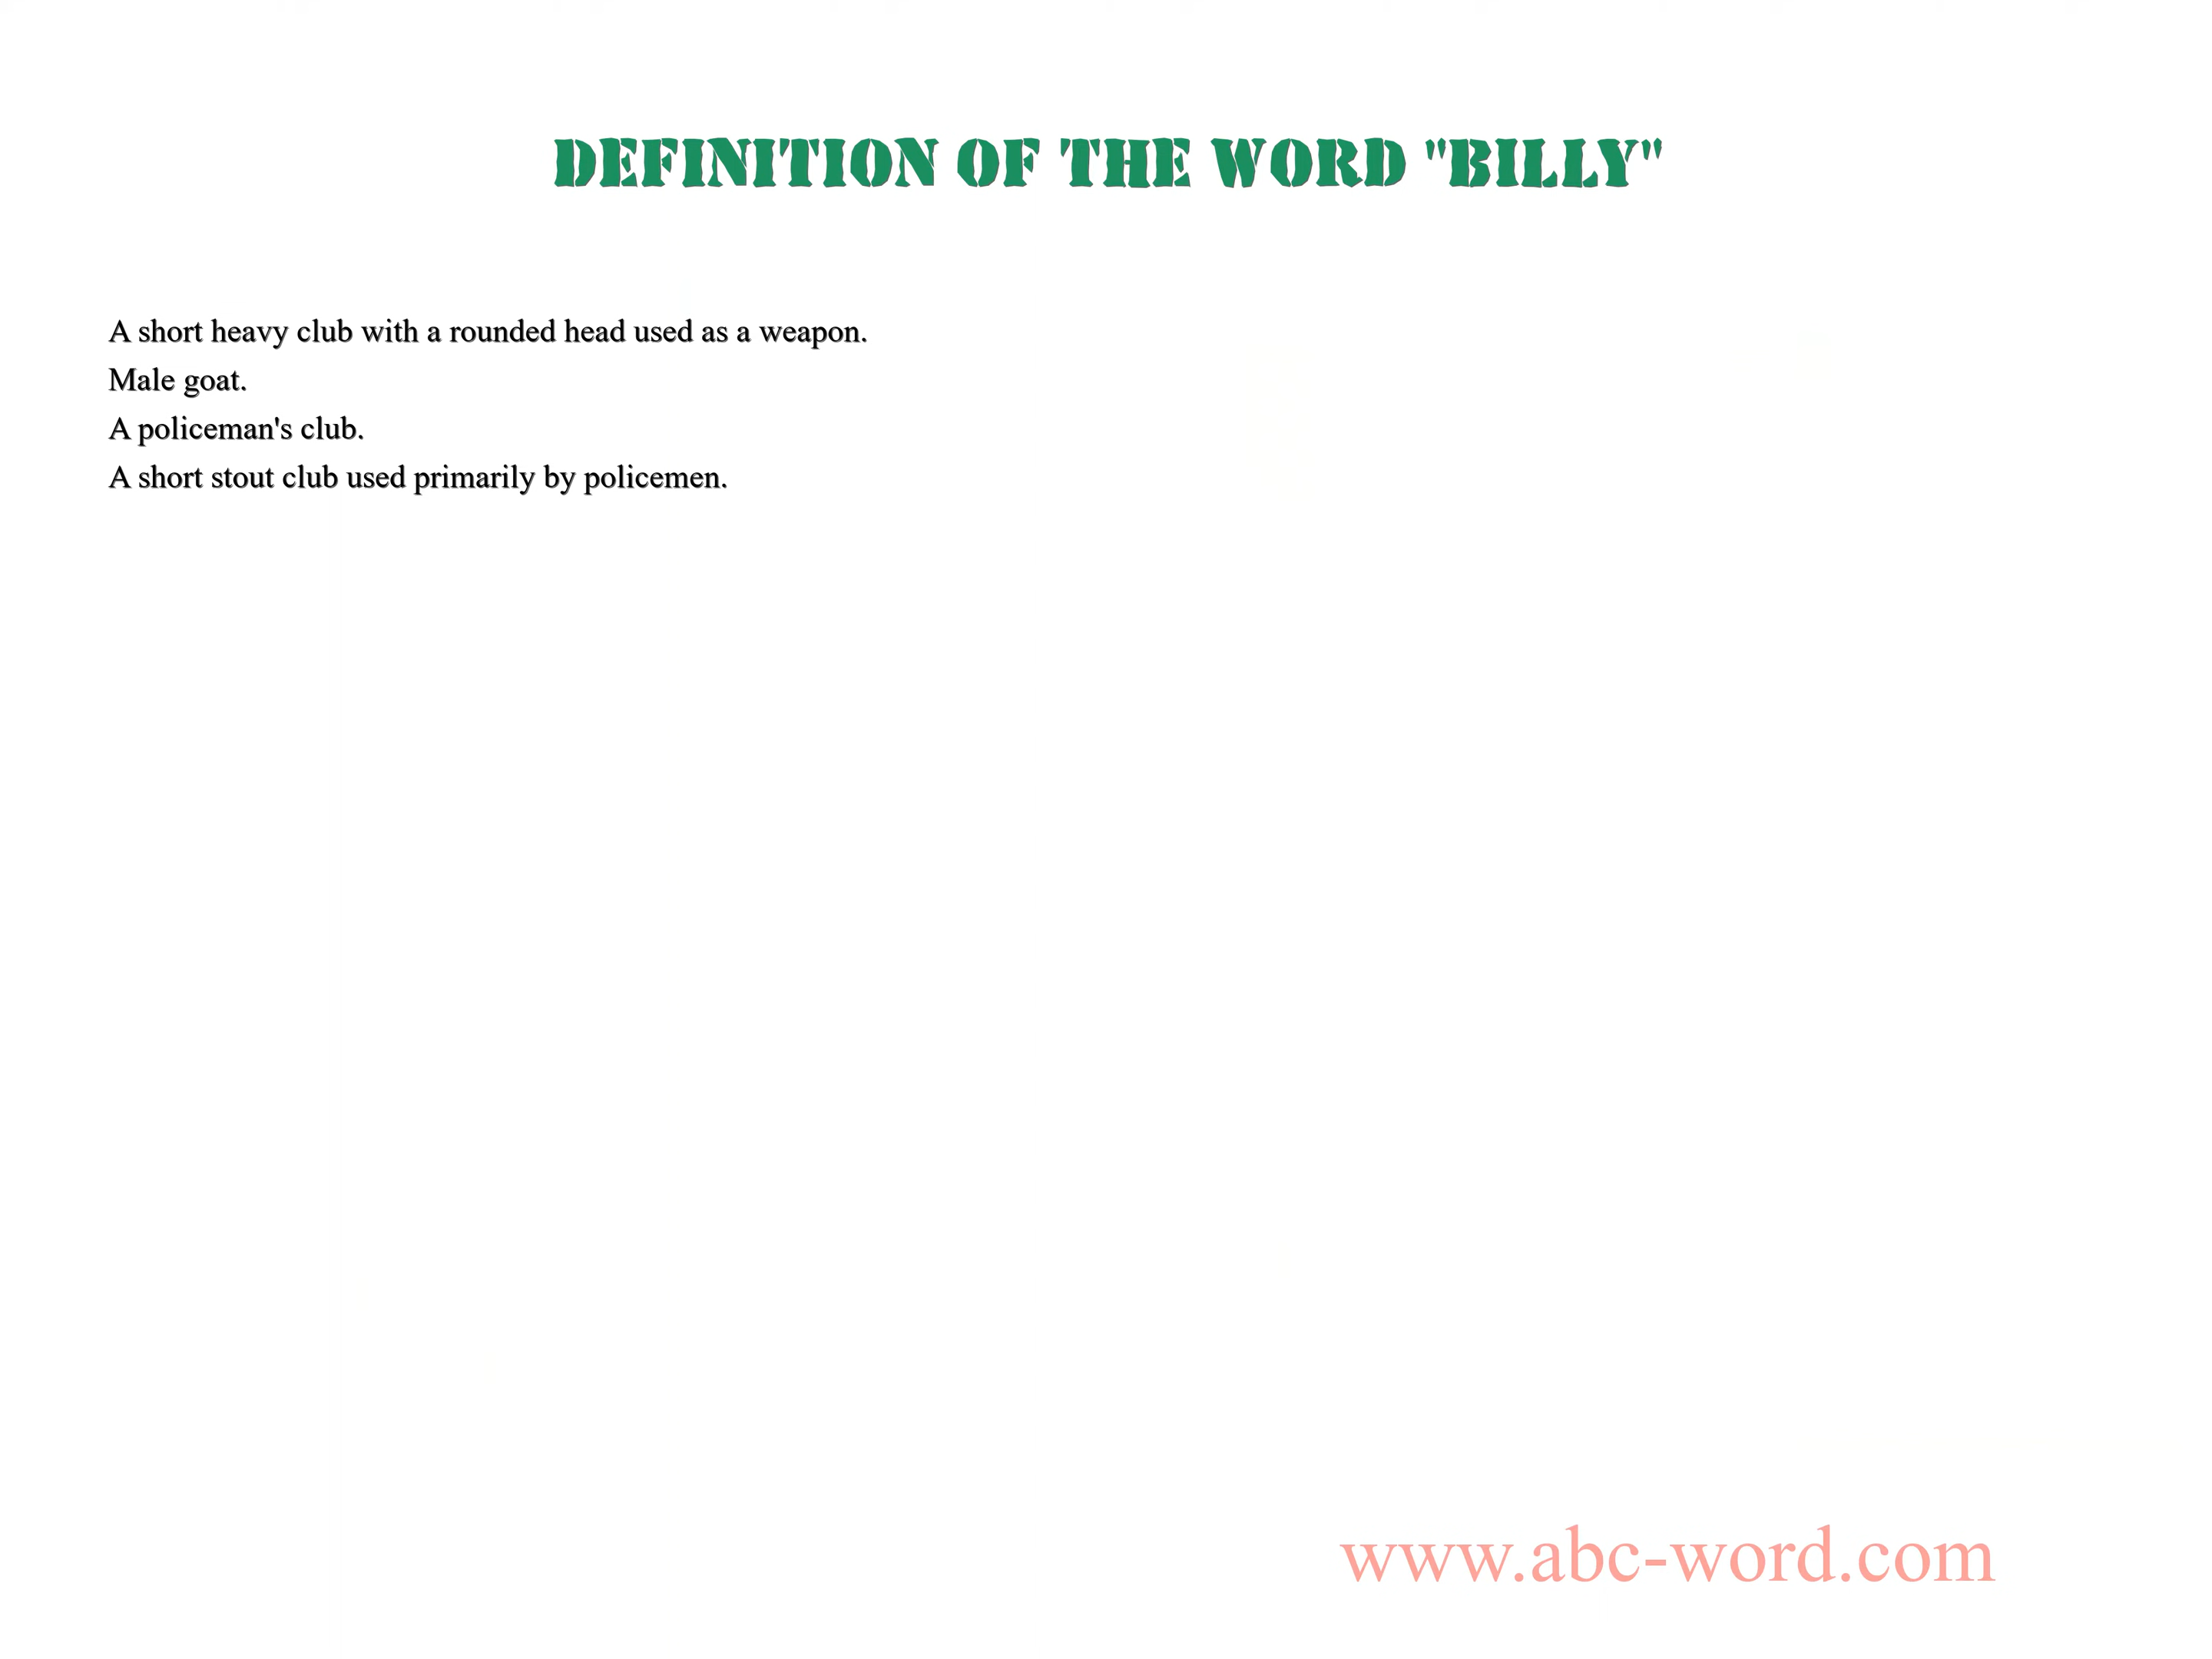 DEFINITION OF THE WORD "BILLY"
A short heavy club with a rounded head used as a weapon.
Male goat.
A policeman's club.
A short stout club used primarily by policemen.
www.abc-word.com